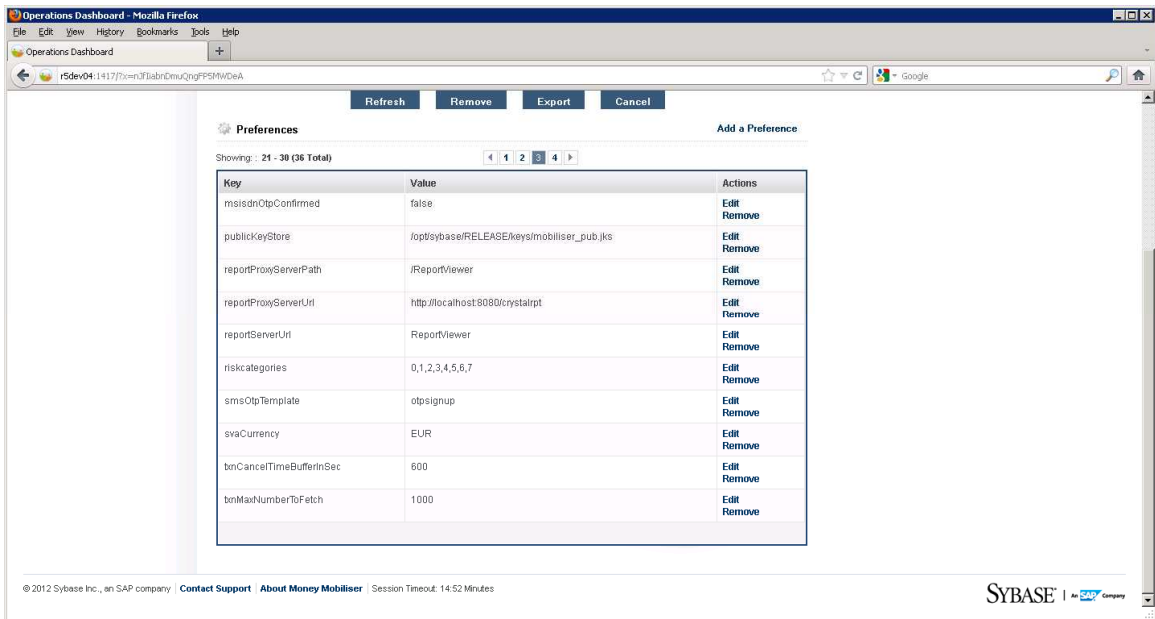 Operations Dashboard - Mozilla Firefox
File Edit View History Bookmarks Tools Help
Operations Dashboard +
r5dev04:1417/?x=nJfIiabnDmuQngFP5MWDeA Google
Refresh Remove Export Cancel
Preferences Add a Preference
Showing: : 21 - 30 (36 Total) 1 2 3 4
Key Value Actions
msisdnOtpConfirmed false Edit
Remove
publicKeyStore /opt/sybase/RELEASE/keys/mobiliser_pub.jks Edit
Remove
reportProxyServerPath /ReportViewer Edit
Remove
reportProxyServerUrl http://localhost:8080/crystalrpt Edit
Remove
reportServerUrl ReportViewer Edit
Remove
riskcategories 0,1,2,3,4,5,6,7 Edit
Remove
smsOtpTemplate otpsignup Edit
Remove
svaCurrency EUR Edit
Remove
txnCancelTimeBufferInSec 600 Edit
Remove
txnMaxNumberToFetch 1000 Edit
Remove
© 2012 Sybase Inc., an SAP company Contact Support About Money Mobiliser Session Timeout: 14:52 Minutes
SYBASE An SAP Company